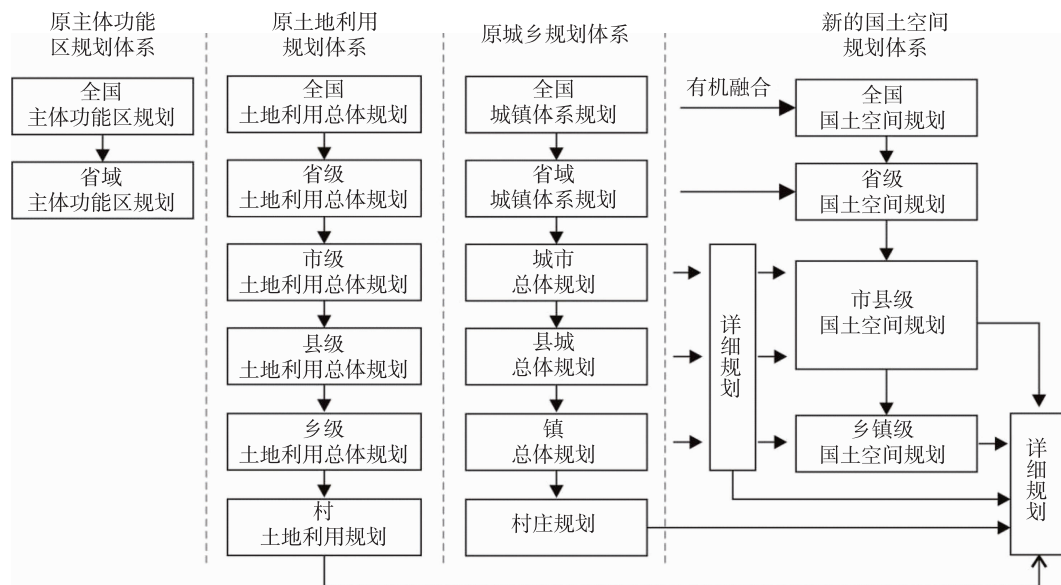 原主体功能
区规划体系
全国
主体功能区规划
省域
主体功能区规划
原土地利用
规划体系
全国
土地利用总体规划
省级
土地利用总体规划
市级
土地利用总体规划
县级
土地利用总体规划
乡级
土地利用总体规划
村
土地利用规划
原城乡规划体系
全国
城镇体系规划
省域
城镇体系规划
城市
总体规划
县城
总体规划
镇
总体规划
村庄规划
新的国土空间
规划体系
有机融合
全国
国土空间规划
省级
国土空间规划
详细规划
市县级
国土空间规划
乡镇级
国土空间规划
详细规划